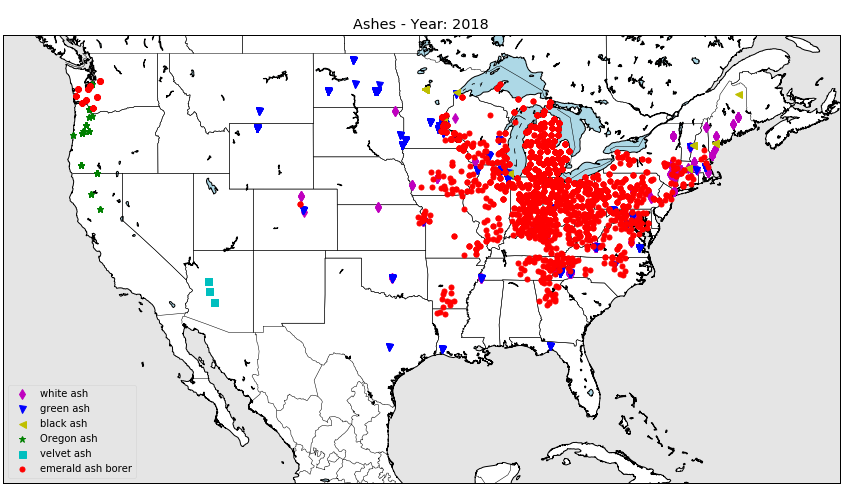 Ashes - Year: 2018
white ash
green ash
black ash
Oregon ash
velvet ash
emerald ash borer